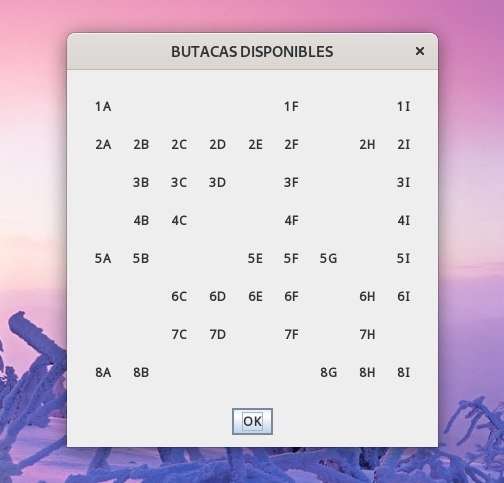 BUTACAS DISPONIBLES ×
1A 1F 1I
2A 2B 2C 2D 2E 2F 2H 2I
3B 3C 3D 3F 3I
4B 4C 4F 4I
5A 5B 5E 5F 5G 5I
6C 6D 6E 6F 6H 6I
7C 7D 7F 7H
8A 8B 8G 8H 8I
OK